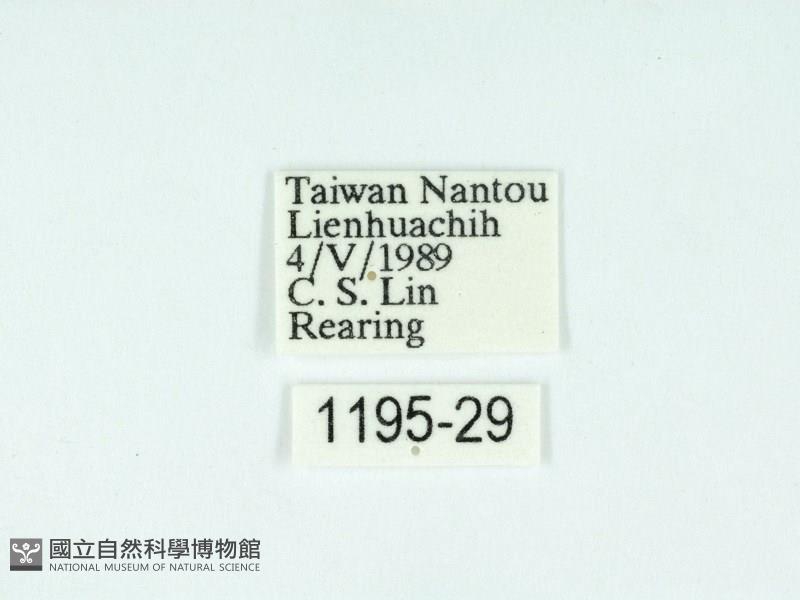 Taiwan Nantou
Lienhuachih
4/V/1989
C. S. Lin
Rearing
1195-29
國立自然科學博物館
NATIONAL MUSEUM OF NATURAL SCIENCE